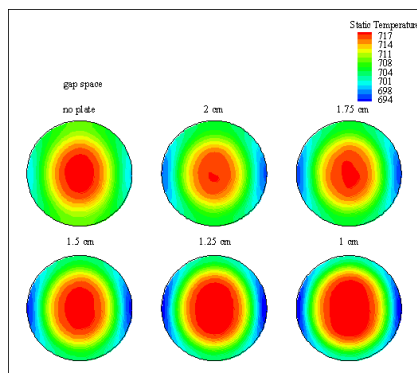 Static Temperature
717
714
711
708
704
701
698
694
gap space
no plate
2 cm
1.75 cm
1.5 cm
1.25 cm
1 cm